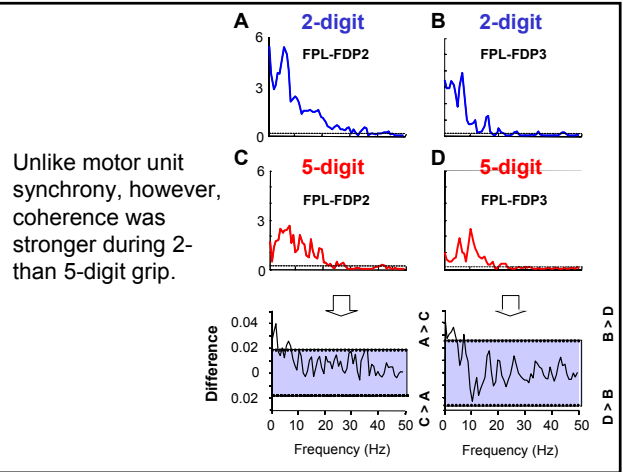 A 2-digit
B 2-digit
FPL-FDP2
FPL-FDP3
6
3
0
Unlike motor unit
synchrony, however,
coherence was
stronger during 2-
than 5-digit grip.
C 5-digit
D 5-digit
FPL-FDP2
FPL-FDP3
6
3
0
Difference
0.04
0.02
0
0.02
A > C
C > A
B > D
D > B
0 10 20 30 40 50
0 10 20 30 40 50
Frequency (Hz)
Frequency (Hz)